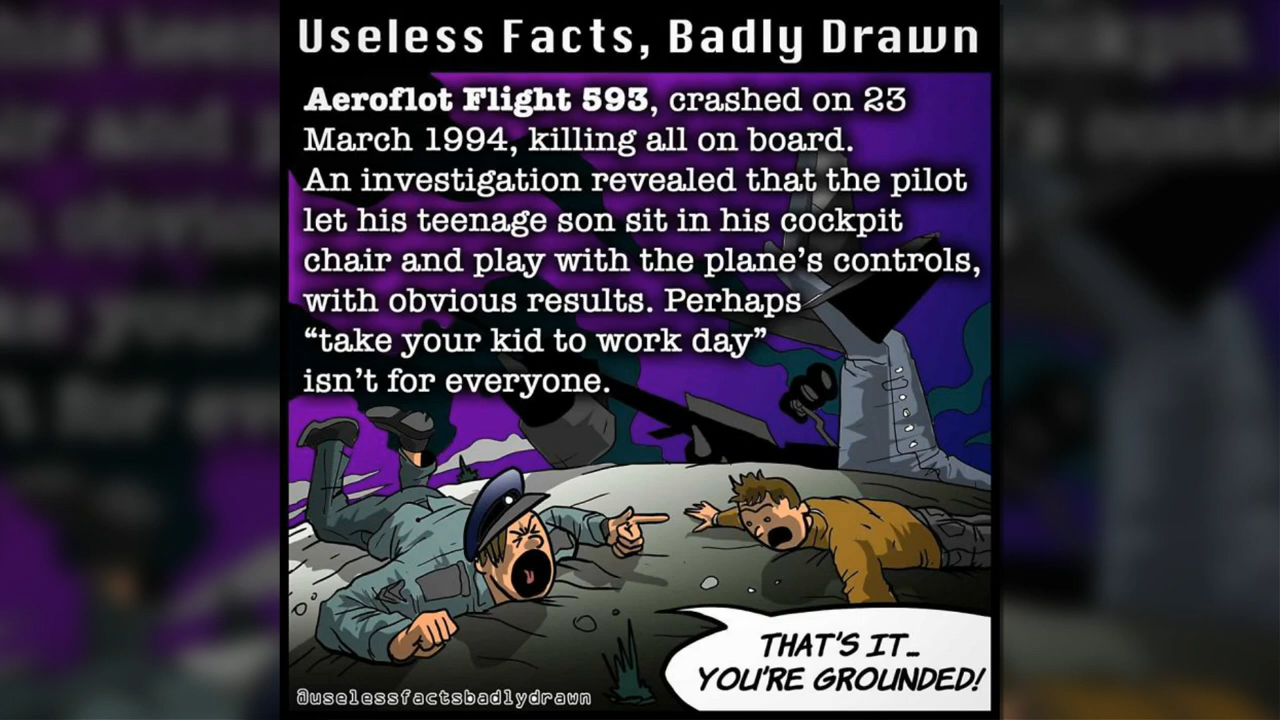 Useless Facts, Badly Drawn
Aeroflot Flight 593, crashed on 23
March 1994, killing all on board.
An investigation revealed that the pilot
let his teenage son sit in his cockpit
chair and play with the plane's controls,
with obvious results. Perhaps
“take your kid to work day”
isn't for everyone.
THAT'S IT...
YOU'RE GROUNDED!
@uselessfactsbadlydrawn